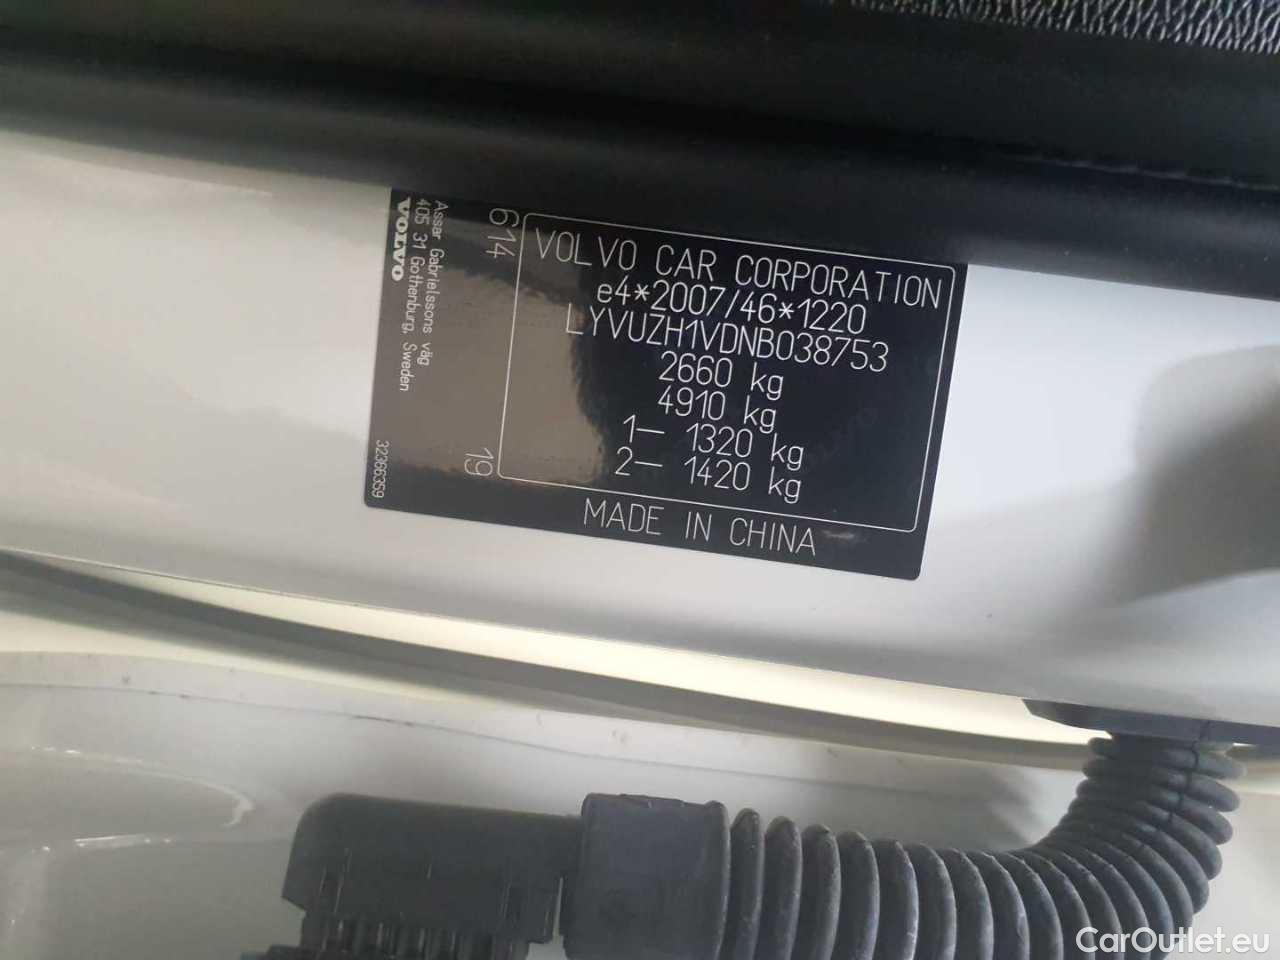 VOLVO CAR CORPORATION
e4*2007/46*1220
LYVUZH1VDNB038753
2660 kg
4910 kg
1— 1320 kg
2— 1420 kg
MADE IN CHINA
614
19
Assar Gabrielssons väg
405 31 Gothenburg, Sweden
VOLVO
32366359
CarOutlet.eu